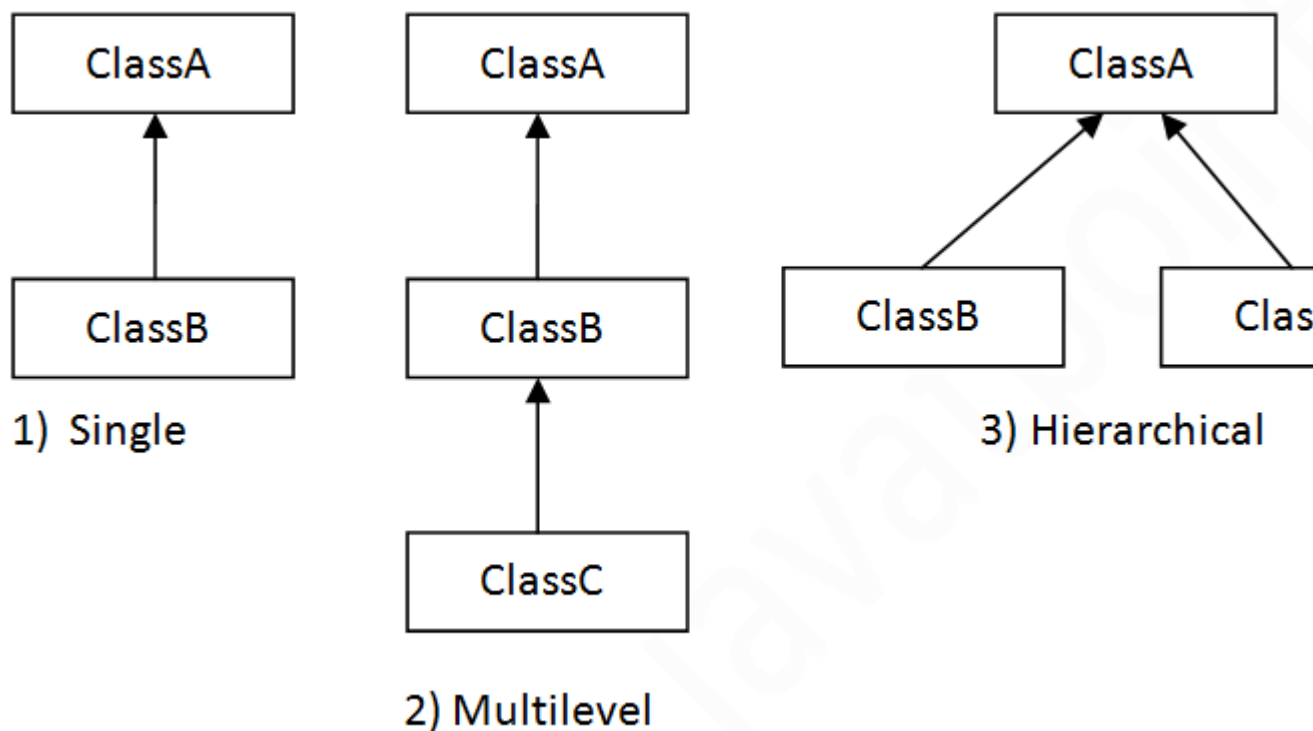 ClassA
ClassB
1) Single
ClassA
ClassB
ClassC
2) Multilevel
ClassA
ClassB
3) Hierarchical